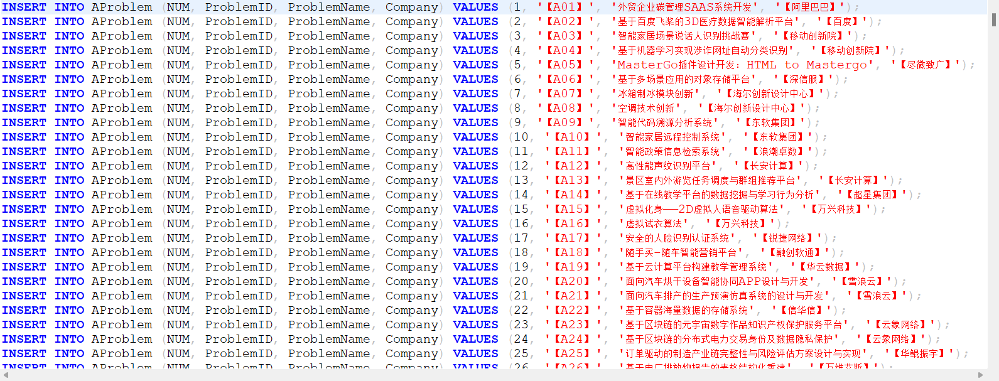 INSERT INTO AProblem (NUM, ProblemID, ProblemName, Company) VALUES (1, '【A01】 ', '外贸企业碳管理SAAS系统开发', '【阿里巴巴】');
INSERT INTO AProblem (NUM, ProblemID, ProblemName, Company) VALUES (2, '【A02】 ', '基于百度飞桨的3D医疗数据智能解析平台', '【百度】');
INSERT INTO AProblem (NUM, ProblemID, ProblemName, Company) VALUES (3, '【A03】 ', '智能家居场景说话人识别挑战赛', '【移动创新院】');
INSERT INTO AProblem (NUM, ProblemID, ProblemName, Company) VALUES (4, '【A04】 ', '基于机器学习实现涉诈网址自动分类识别', '【移动创新院】');
INSERT INTO AProblem (NUM, ProblemID, ProblemName, Company) VALUES (5, '【A05】 ', 'MasterGo插件设计开发：HTML to Mastergo', '【尽微致广】');
INSERT INTO AProblem (NUM, ProblemID, ProblemName, Company) VALUES (6, '【A06】 ', '基于多场景应用的对象存储平台', '【深信服】');
INSERT INTO AProblem (NUM, ProblemID, ProblemName, Company) VALUES (7, '【A07】 ', '冰箱制冰模块创新', '【海尔创新设计中心】');
INSERT INTO AProblem (NUM, ProblemID, ProblemName, Company) VALUES (8, '【A08】 ', '空调技术创新', '【海尔创新设计中心】');
INSERT INTO AProblem (NUM, ProblemID, ProblemName, Company) VALUES (9, '【A09】 ', '智能代码溯源分析系统', '【东软集团】');
INSERT INTO AProblem (NUM, ProblemID, ProblemName, Company) VALUES (10, '【A10】 ', '智能家居远程控制系统', '【东软集团】');
INSERT INTO AProblem (NUM, ProblemID, ProblemName, Company) VALUES (11, '【A11】 ', '智能政策信息检索系统', '【浪潮卓数】');
INSERT INTO AProblem (NUM, ProblemID, ProblemName, Company) VALUES (12, '【A12】 ', '高性能声纹识别平台', '【长安计算】');
INSERT INTO AProblem (NUM, ProblemID, ProblemName, Company) VALUES (13, '【A13】 ', '景区室内外游览任务调度与群组推荐平台', '【长安计算】');
INSERT INTO AProblem (NUM, ProblemID, ProblemName, Company) VALUES (14, '【A14】 ', '基于在线教学平台的数据挖掘与学习行为分析', '【超星集团】');
INSERT INTO AProblem (NUM, ProblemID, ProblemName, Company) VALUES (15, '【A15】 ', '虚拟化身——2D虚拟人语音驱动算法', '【万兴科技】');
INSERT INTO AProblem (NUM, ProblemID, ProblemName, Company) VALUES (16, '【A16】 ', '虚拟试衣算法', '【万兴科技】');
INSERT INTO AProblem (NUM, ProblemID, ProblemName, Company) VALUES (17, '【A17】 ', '安全的人脸识别认证系统', '【锐捷网络】');
INSERT INTO AProblem (NUM, ProblemID, ProblemName, Company) VALUES (18, '【A18】 ', '随手买-随车智能营销平台', '【融创软通】');
INSERT INTO AProblem (NUM, ProblemID, ProblemName, Company) VALUES (19, '【A19】 ', '基于云计算平台构建教学管理系统', '【华云数据】');
INSERT INTO AProblem (NUM, ProblemID, ProblemName, Company) VALUES (20, '【A20】 ', '面向汽车烘干设备智能协同APP设计与开发', '【雪浪云】');
INSERT INTO AProblem (NUM, ProblemID, ProblemName, Company) VALUES (21, '【A21】 ', '面向汽车排产的生产预演仿真系统的设计与开发', '【雪浪云】');
INSERT INTO AProblem (NUM, ProblemID, ProblemName, Company) VALUES (22, '【A22】 ', '基于容器海量数据的存储系统', '【信华信】');
INSERT INTO AProblem (NUM, ProblemID, ProblemName, Company) VALUES (23, '【A23】 ', '基于区块链的元宇宙数字作品知识产权保护服务平台', '【云象网络】');
INSERT INTO AProblem (NUM, ProblemID, ProblemName, Company) VALUES (24, '【A24】 ', '基于区块链的分布式电力交易身份及数据隐私保护', '【云象网络】');
INSERT INTO AProblem (NUM, ProblemID, ProblemName, Company) VALUES (25, '【A25】 ', '订单驱动的制造产业链完整性与风险评估方案设计与实现', '【华鲲振宇】');
INSERT INTO AProblem (NUM, ProblemID, ProblemName, Company) VALUES (26, '【A26】 ', '基于电厂排放物报告的表格结构化重建', '【万维艾斯】');